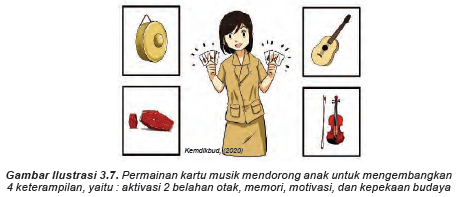 Kemdikbud, (2020)
Gambar Ilustrasi 3.7. Permainan kartu musik mendorong anak untuk mengembangkan
4 keterampilan, yaitu : aktivasi 2 belahan otak, memori, motivasi, dan kepekaan budaya